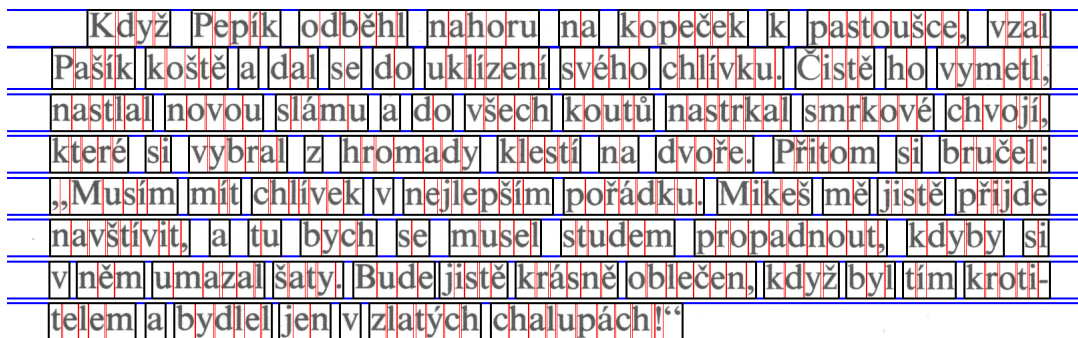 Když Pepík odběhl nahoru na kopeček k pastoušce, vzal
Pašík koště a dal se do uklízení svého chlívku. Čistě ho vymetl,
nastlal novou slámu a do všech koutů nastrkal smrkové chvojí,
které si vybral z hromady klestí na dvoře. Přitom si bručel:
„Musím mít chlívek v nejlepším pořádku. Mikeš mě jistě přijde
navštívit, a tu bych se musel studem propadnout, kdyby si
v něm umazal šaty. Bude jistě krásně oblečen, když byl tím kroti-
telem a bydlel jen v zlatých chalupách!“